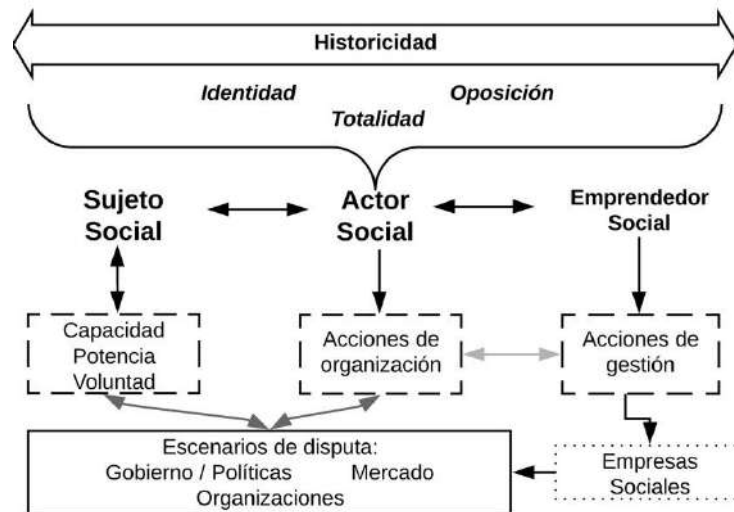 Historicidad
Identidad Oposición
Totalidad
Sujeto
Social
Actor
Social
Emprendedor
Social
Capacidad
Potencia
Voluntad
Acciones de
organización
Acciones de
gestión
Escenarios de disputa:
Gobierno / Políticas Mercado
Organizaciones
Empresas
Sociales